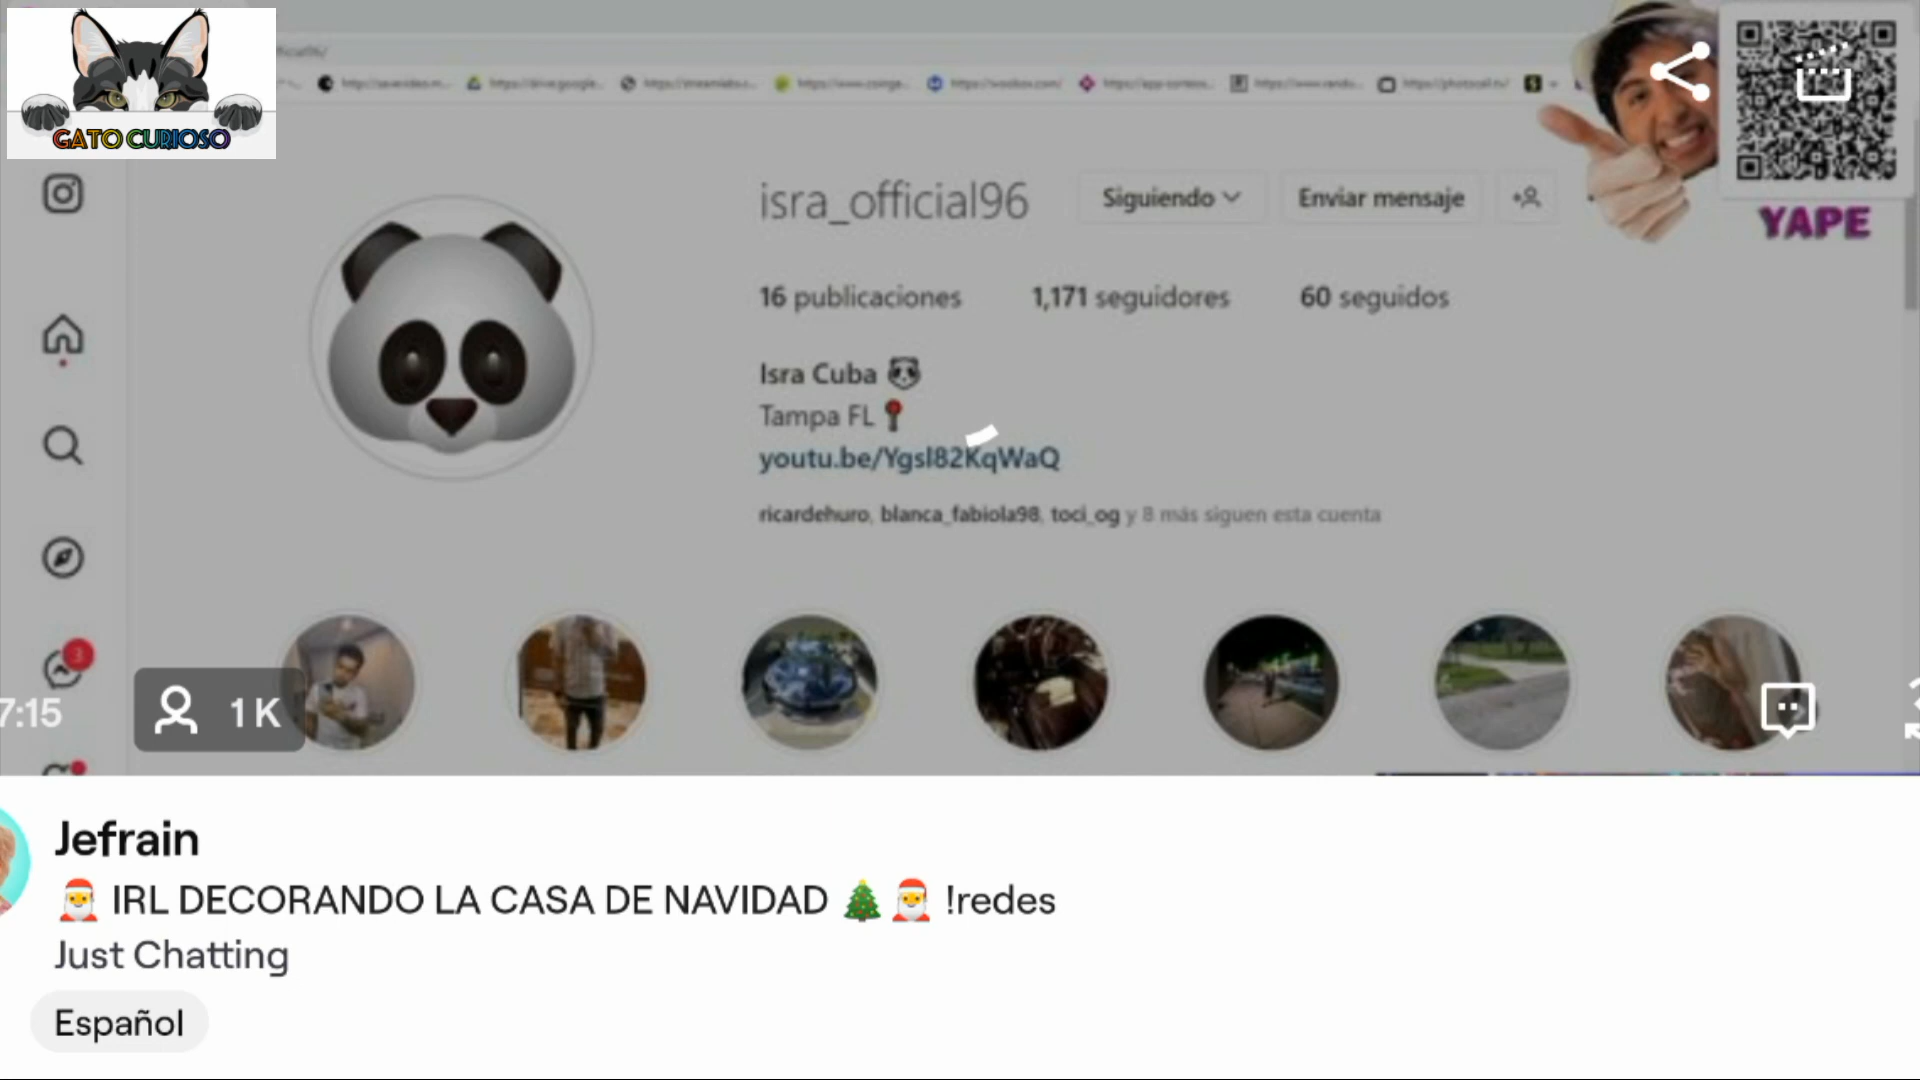 GATO CURIOSO
isra_official96
Siguiendo
Enviar mensaje
YAPE
16 publicaciones
1,171 seguidores
60 seguidos
Isra Cuba 🐼
Tampa FL 📍
youtu.be/Ygsl82KqWaQ
ricardehuro, blanca_fabiola98, toci_og y 8 más siguen esta cuenta
3
7:15
1 K
Jefrain
🎅 IRL DECORANDO LA CASA DE NAVIDAD 🎄🎅 !redes
Just Chatting
Español